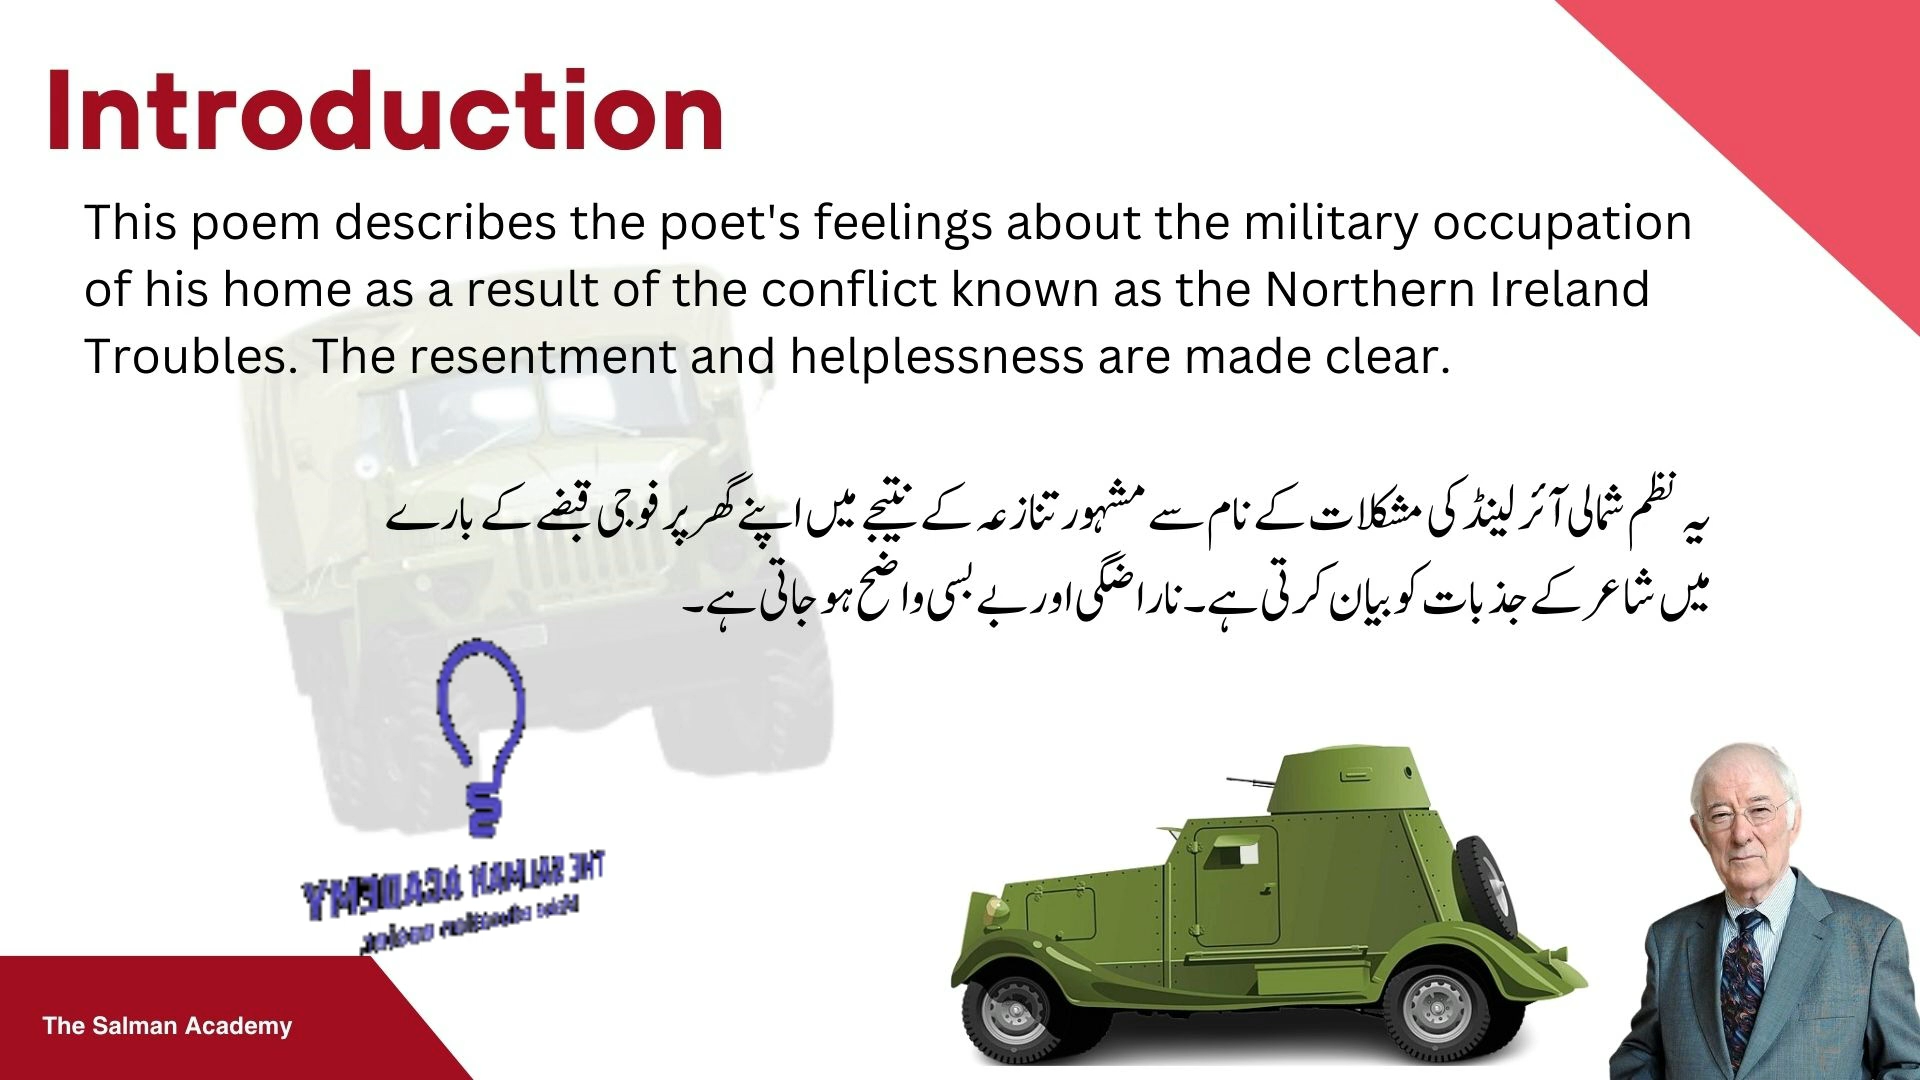 Introduction
This poem describes the poet's feelings about the military occupation
of his home as a result of the conflict known as the Northern Ireland
Troubles. The resentment and helplessness are made clear.
یہ نظم شمالی آئرلینڈ کی مشکلات کے نام سے مشہور تنازعہ کے نتیجے میں اپنے گھر پر فوجی قبضے کے بارے
میں شاعر کے جذبات کو بیان کرتی ہے۔ ناراضگی اور بے بسی واضح ہو جاتی ہے۔
THE SALMAN ACADEMY
The Salman Academy